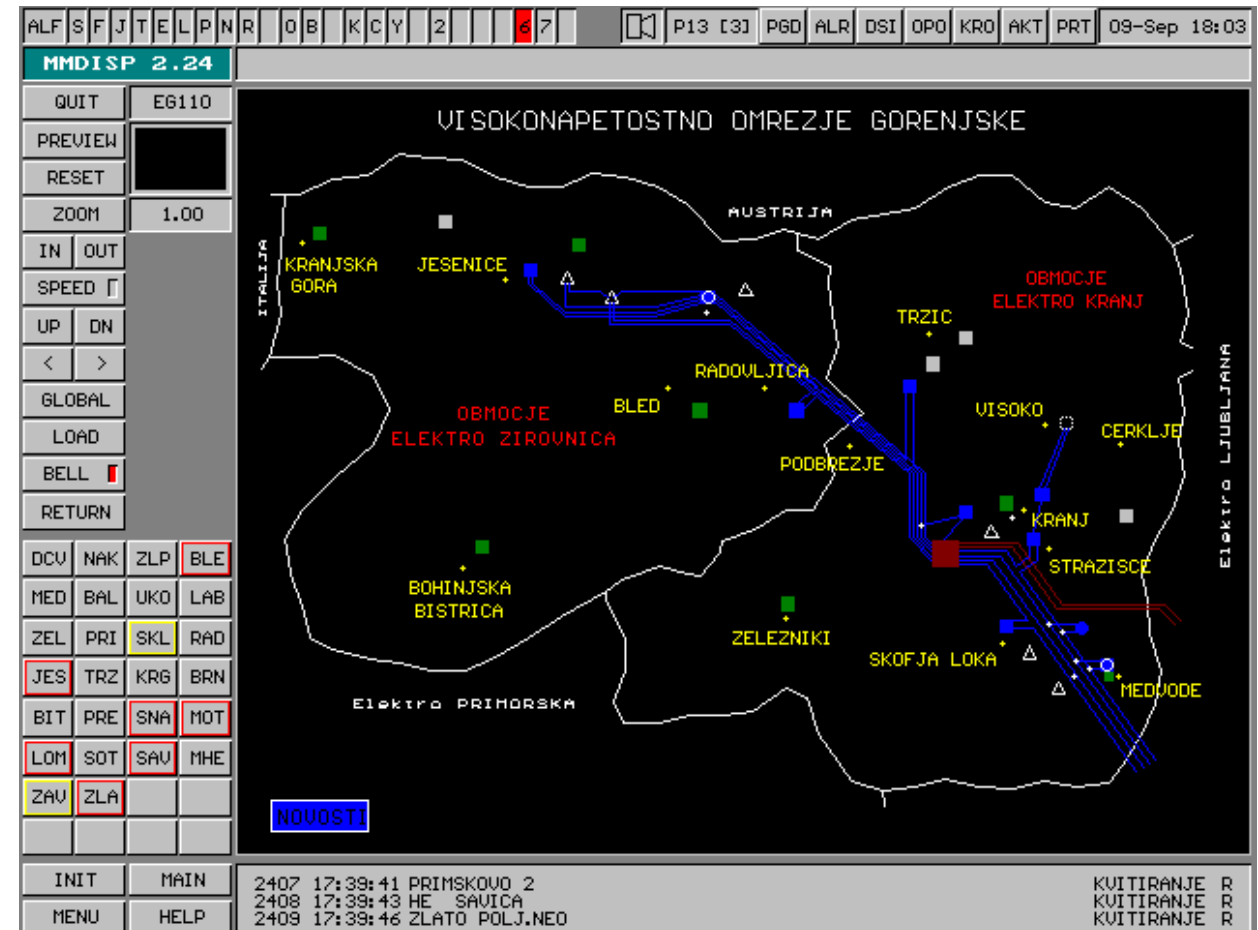 ALF S F J T E L P N R O B K C Y 2 6 7 P13 [3] PGD ALR DSI OPO KRO AKT PRT 09-Sep 18:03
MMDISP 2.24
QUIT EG110
PREVIEW
RESET
ZOOM 1.00
IN OUT
SPEED
UP DN
< >
GLOBAL
LOAD
BELL
RETURN
DCV NAK ZLP BLE
MED BAL UKO LAB
ZEL PRI SKL RAD
JES TRZ KRG BRN
BIT PRE SNA MOT
LOM SOT SAV MHE
ZAV ZLA
INIT MAIN
MENU HELP
VISOKONAPETOSTNO OMREZJE GORENJSKE
AUSTRIJA
ITALIJA
KRANJSKA
GORA
JESENICE
OBMOCJE
ELEKTRO KRANJ
TRZIC
RADOVLJICA
BLED
OBMOCJE
ELEKTRO ZIROVNICA
VISOKO
CERKLJE
Elektro LJUBLJANA
PODBREZJE
KRANJ
STRAZISCE
BOHINJSKA
BISTRICA
ZELEZNIKI
SKOFJA LOKA
MEDVODE
Elektro PRIMORSKA
NOVOSTI
2407 17:39:41 PRIMSKOVO 2 KVITIRANJE R
2408 17:39:43 HE SAVICA KVITIRANJE R
2409 17:39:46 ZLATO POLJ.NEO KVITIRANJE R